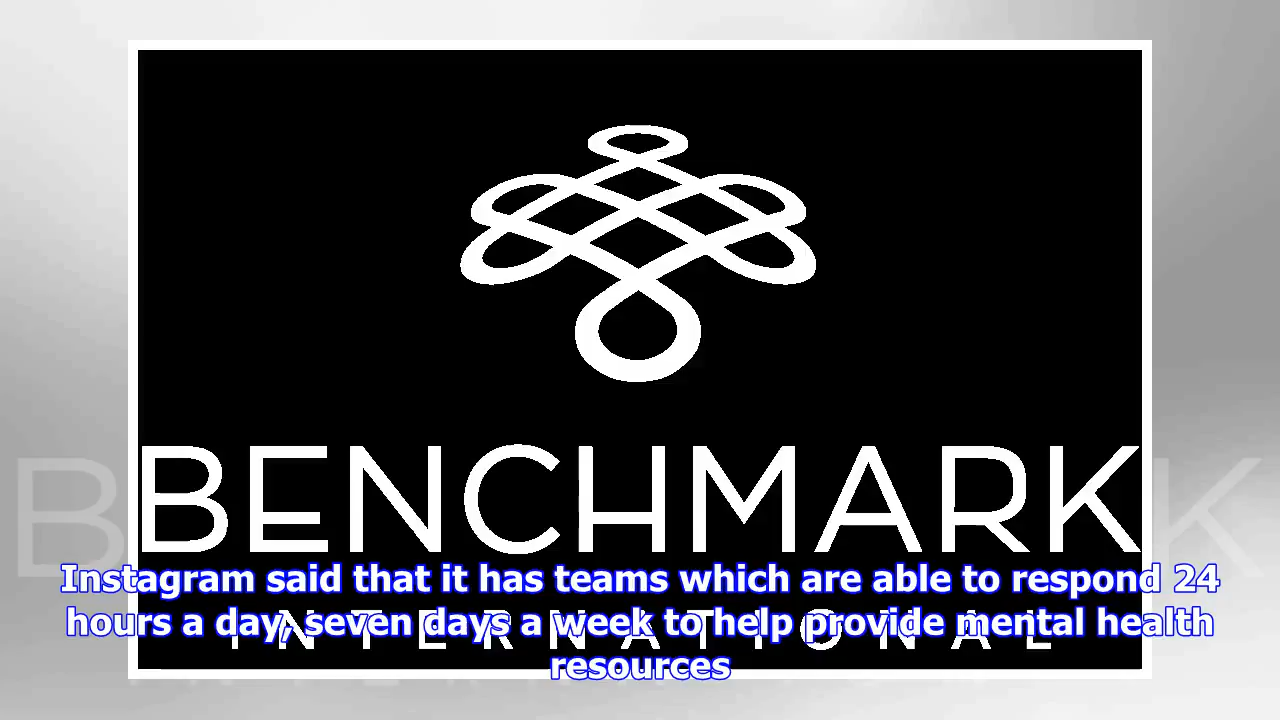 BENCHMARK
INTERNATIONAL
Instagram said that it has teams which are able to respond 24
hours a day, seven days a week to help provide mental health
resources